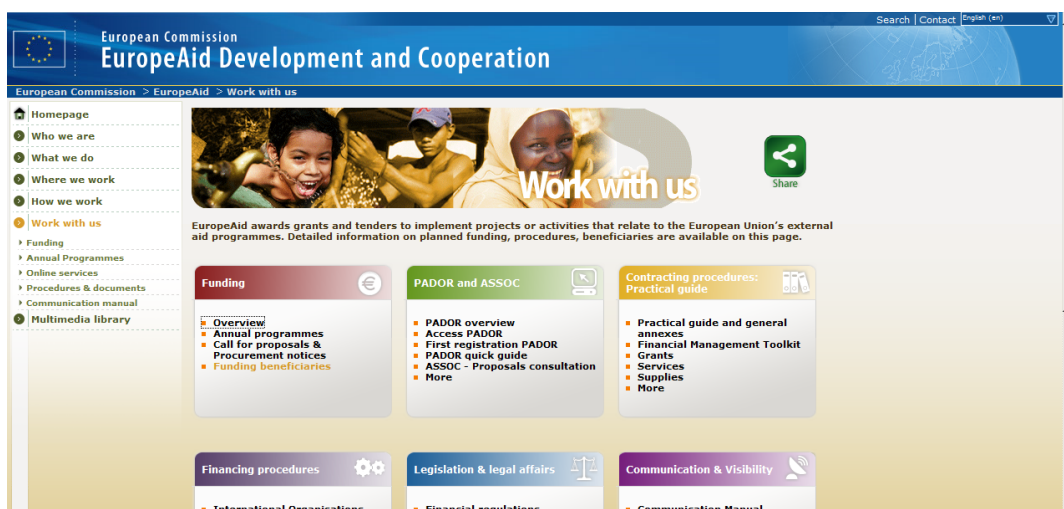 Search | Contact English (en)
European Commission
EuropeAid Development and Cooperation
European Commission > EuropeAid > Work with us
Homepage
Who we are
What we do
Where we work
How we work
Work with us
Funding
Annual Programmes
Online services
Procedures & documents
Communication manual
Multimedia library
Work with us
Share
EuropeAid awards grants and tenders to implement projects or activities that relate to the European Union's external
aid programmes. Detailed information on planned funding, procedures, beneficiaries are available on this page.
Funding
Overview
Annual programmes
Call for proposals &
Procurement notices
Funding beneficiaries
PADOR and ASSOC
PADOR overview
Access PADOR
First registration PADOR
PADOR quick guide
ASSOC - Proposals consultation
More
Contracting procedures:
Practical guide
Practical guide and general
annexes
Financial Management Toolkit
Grants
Services
Supplies
More
Financing procedures
International Organisations
Legislation & legal affairs
Financial regulations
Communication & Visibility
Communication Manual